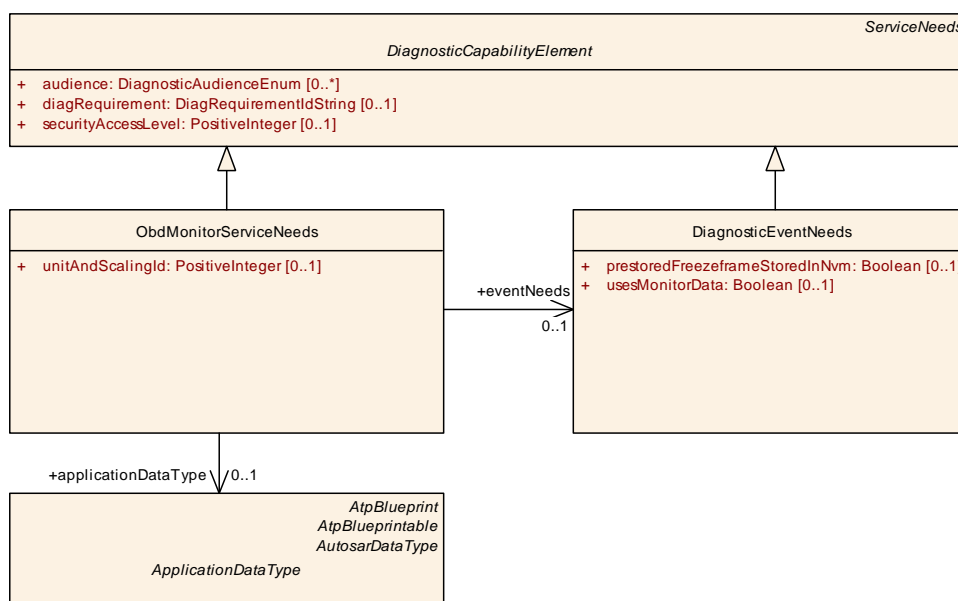 ServiceNeeds
DiagnosticCapabilityElement
+ audience: DiagnosticAudienceEnum [0..*]
+ diagRequirement: DiagRequirementIdString [0..1]
+ securityAccessLevel: PositiveInteger [0..1]
ObdMonitorServiceNeeds
+ unitAndScalingId: PositiveInteger [0..1]
DiagnosticEventNeeds
+ prestoredFreezeframeStoredInNvm: Boolean [0..1
+ usesMonitorData: Boolean [0..1]
+eventNeeds
0..1
+applicationDataType 0..1
AtpBlueprint
AtpBlueprintable
AutosarDataType
ApplicationDataType